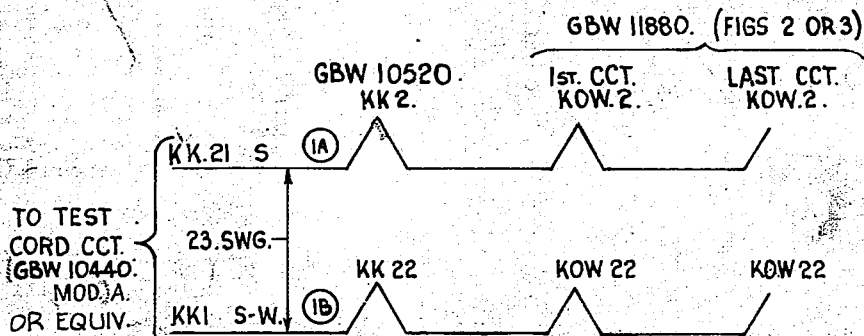 GBW 11880. (FIGS 2 OR 3)
GBW 10520. 1ST. CCT. LAST CCT.
KK 2. KOW.2. KOW.2.
KK.21 S 1A
TO TEST
CORD CCT. 23.SWG.
(GBW 10440. KK 22 KOW 22 KOW 22
MOD.A.
OR EQUIV. KK1 S-W. 1B